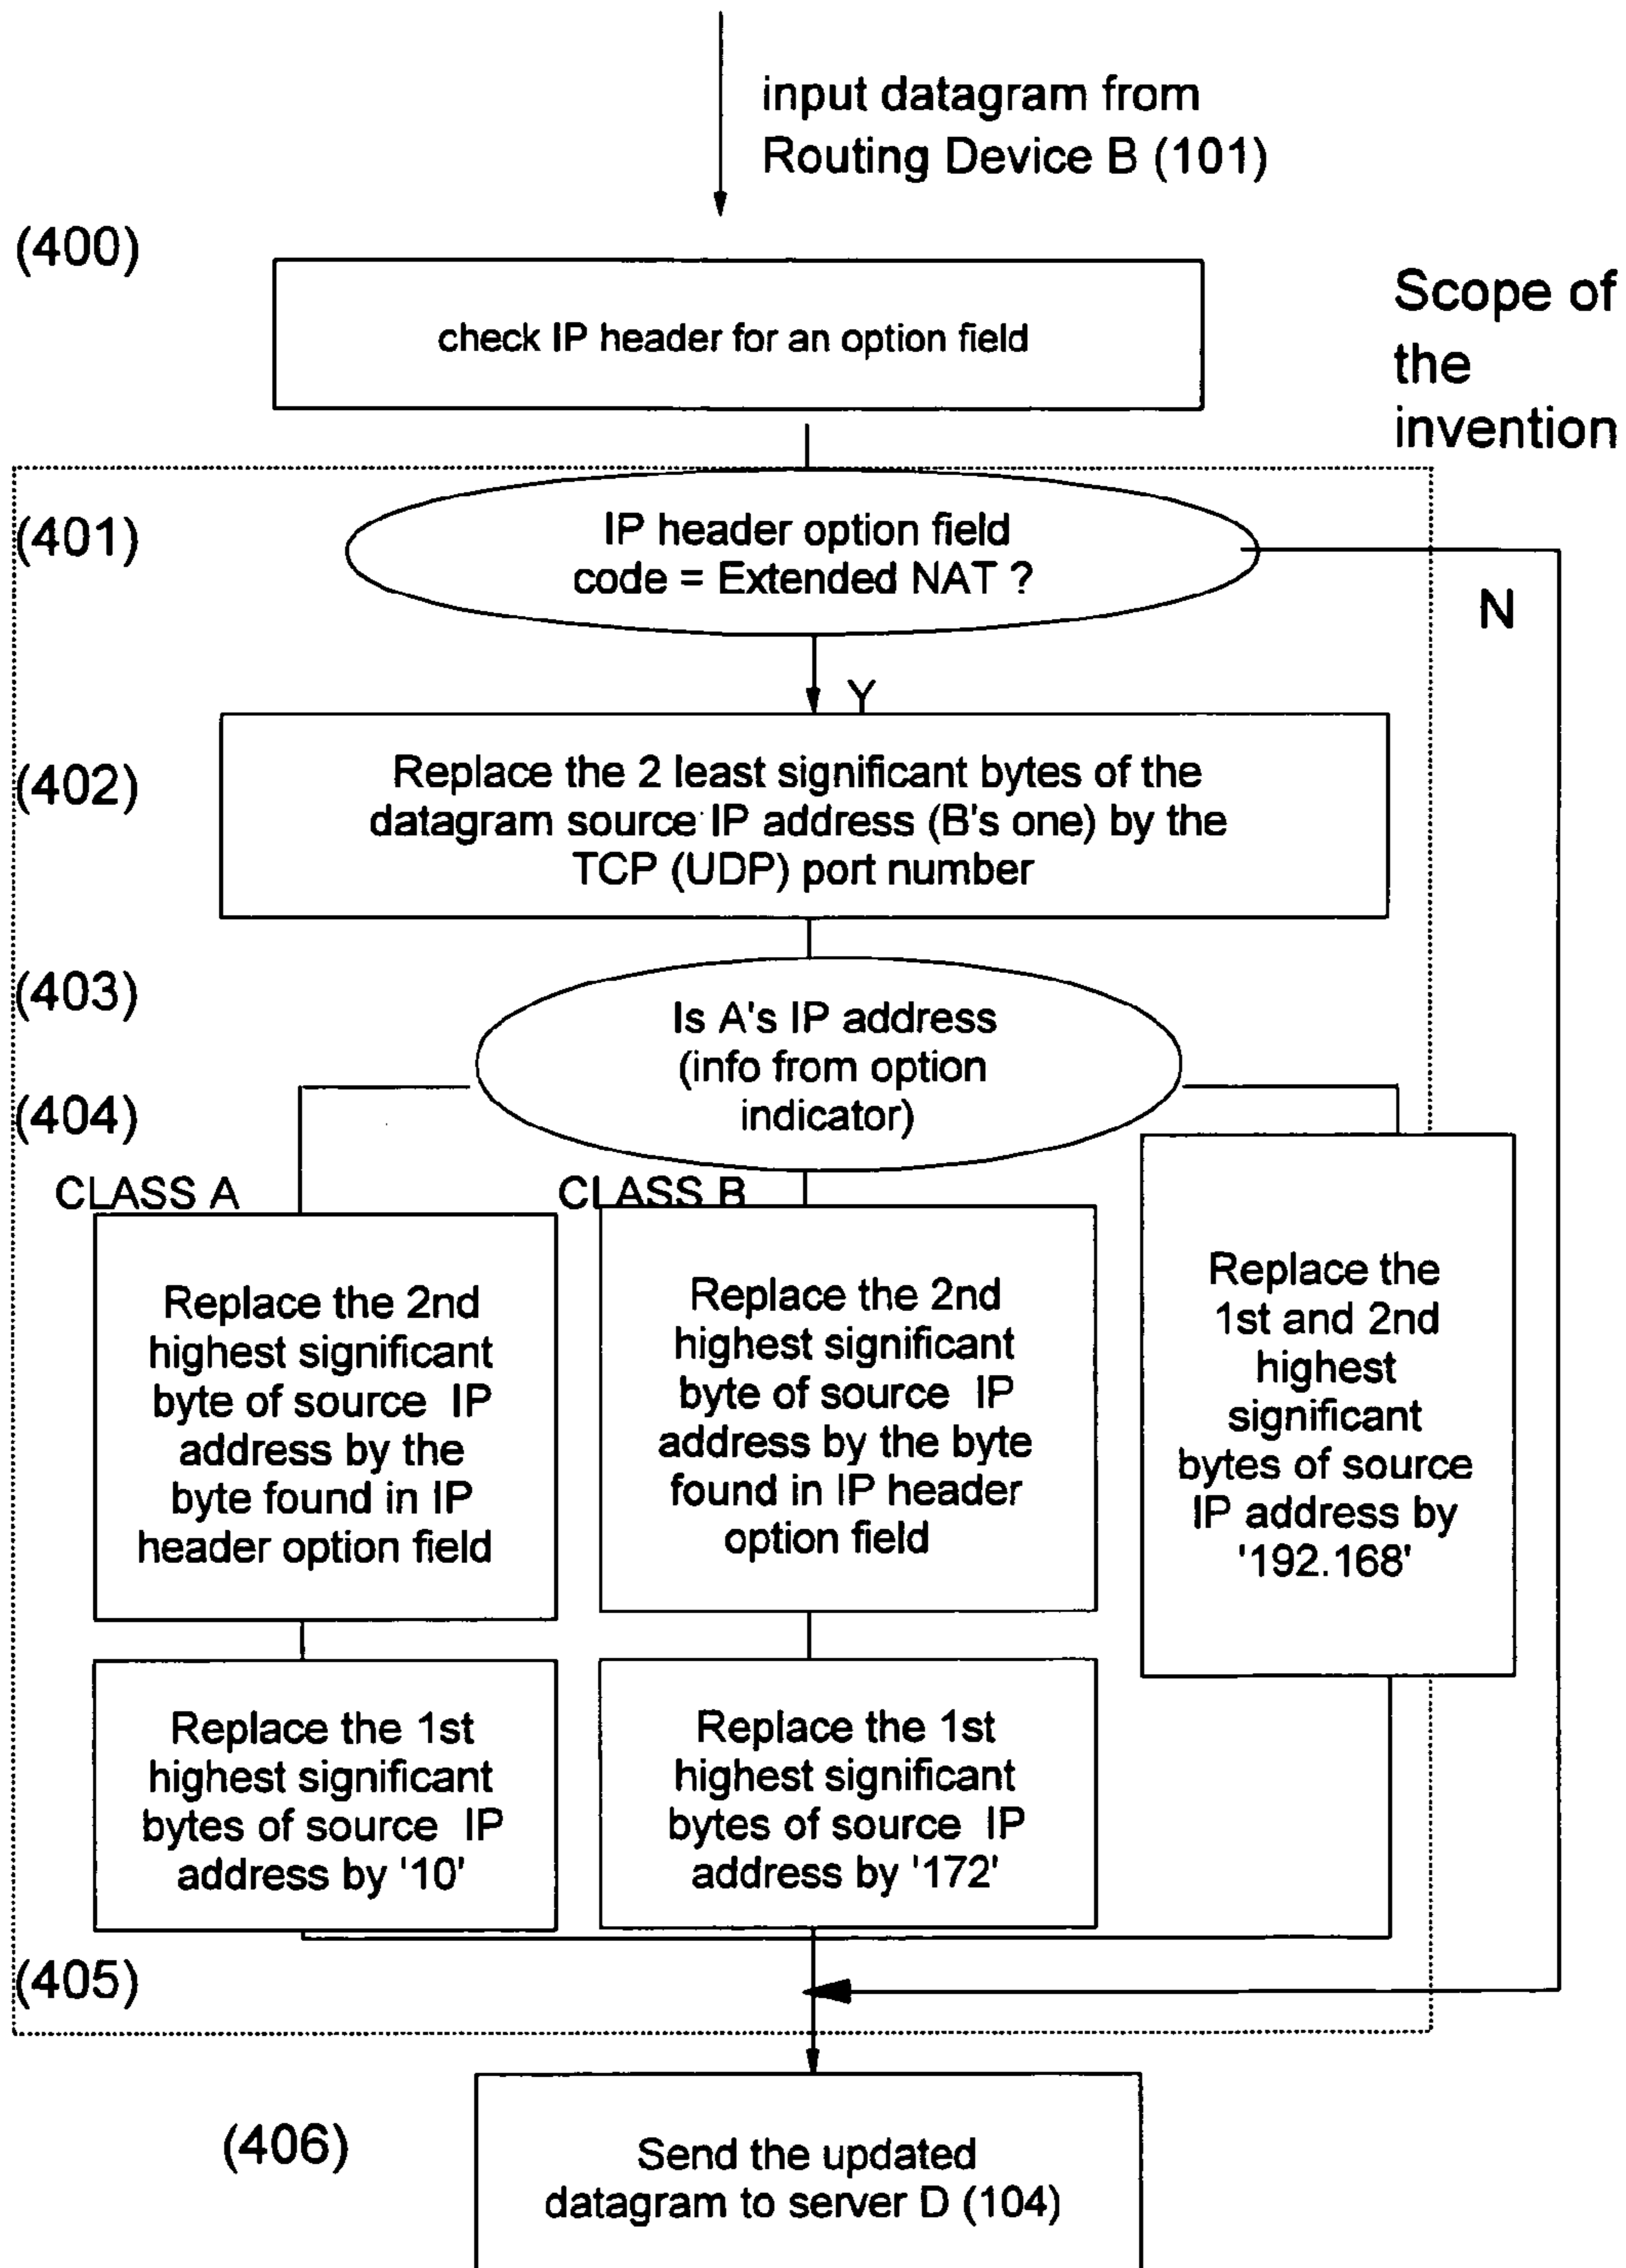 input datagram from
Routing Device B (101)
(400)
check IP header for an option field
Scope of
the
invention
(401)
IP header option field
code = Extended NAT ?
N
Y
(402)
Replace the 2 least significant bytes of the
datagram source IP address (B's one) by the
TCP (UDP) port number
(403)
Is A's IP address
(info from option
indicator)
(404)
CLASS A
CLASS B
Replace the 2nd
highest significant
byte of source IP
address by the
byte found in IP
header option field
Replace the 2nd
highest significant
byte of source IP
address by the byte
found in IP header
option field
Replace the
1st and 2nd
highest
significant
bytes of source
IP address by
'192.168'
Replace the 1st
highest significant
bytes of source IP
address by '10'
Replace the 1st
highest significant
bytes of source IP
address by '172'
(405)
(406)
Send the updated
datagram to server D (104)